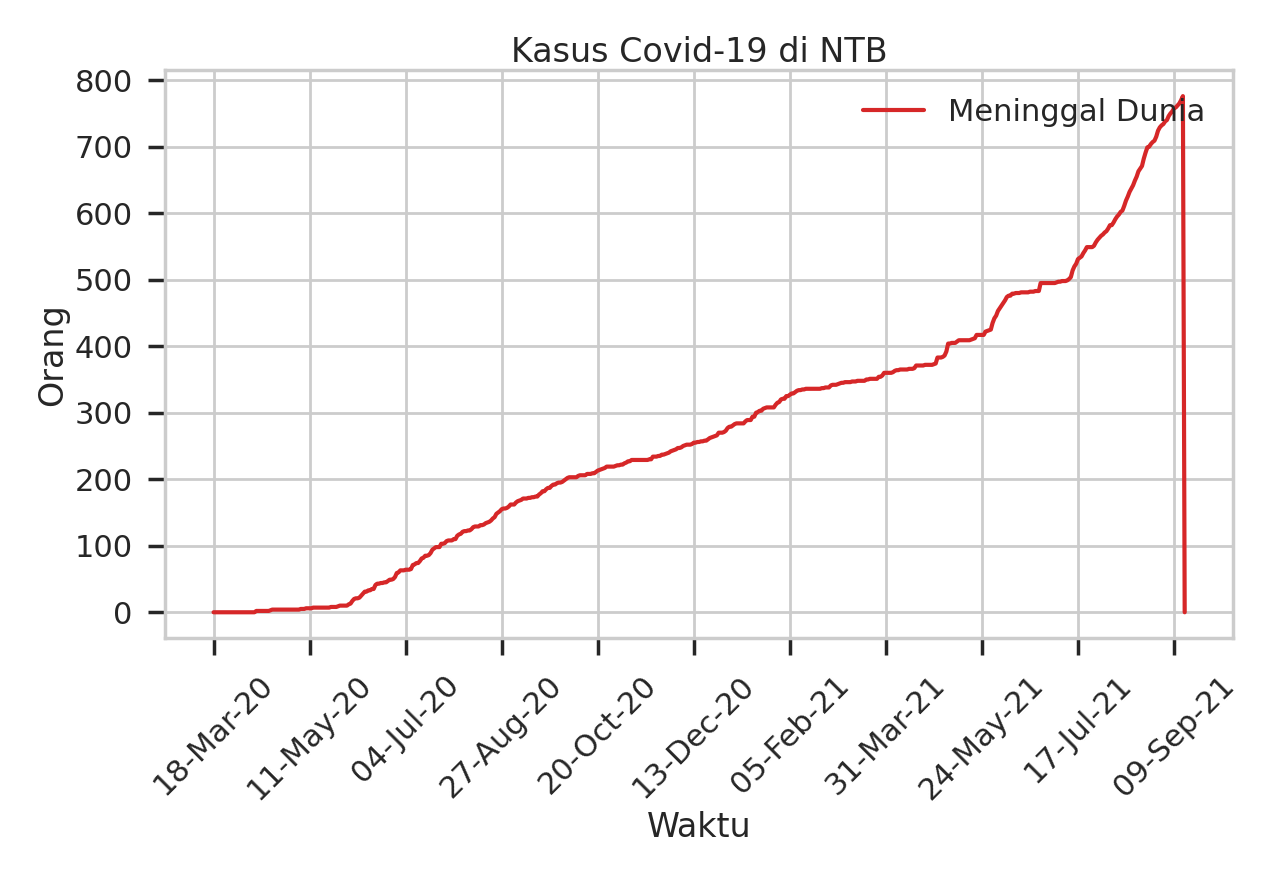 Kasus Covid-19 di NTB
Meninggal Dunia
800
700
600
500
400
300
200
100
0
Orang
18-Mar-20
11-May-20
04-Jul-20
27-Aug-20
20-Oct-20
13-Dec-20
05-Feb-21
31-Mar-21
24-May-21
17-Jul-21
09-Sep-21
Waktu